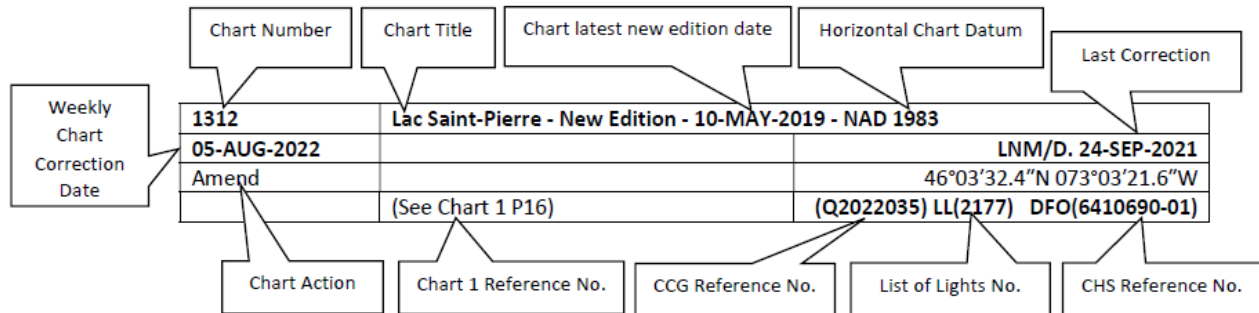 Chart Number
Chart Title
Chart latest new edition date
Horizontal Chart Datum
Last Correction
Weekly
Chart
Correction
Date
1312 Lac Saint-Pierre - New Edition - 10-MAY-2019 - NAD 1983
05-AUG-2022 LNM/D. 24-SEP-2021
Amend 46°03′32.4″N 073°03′21.6″W
(See Chart 1 P16) (Q2022035) LL(2177) DFO(6410690-01)
Chart Action
Chart 1 Reference No.
CCG Reference No.
List of Lights No.
CHS Reference No.